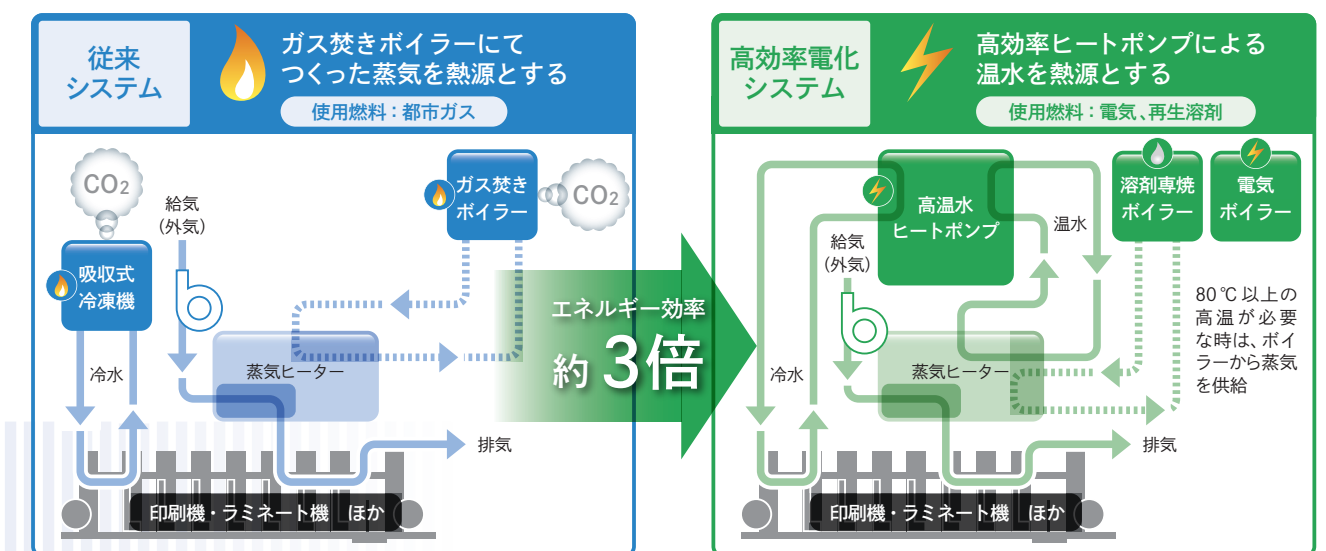 従来
システム
ガス焚きボイラーにて
つくった蒸気を熱源とする
使用燃料：都市ガス
CO2
給気
（外気）
ガス焚き
ボイラー
CO2
吸収式
冷凍機
冷水
蒸気ヒーター
排気
印刷機・ラミネート機　ほか
エネルギー効率
約3倍
高効率電化
システム
高効率ヒートポンプによる
温水を熱源とする
使用燃料：電気、再生溶剤
高温水
ヒートポンプ
溶剤専焼
ボイラー
電気
ボイラー
給気
（外気）
温水
80℃以上の
高温が必要
な時は、ボイ
ラーから蒸気
を供給
冷水
蒸気ヒーター
排気
印刷機・ラミネート機　ほか